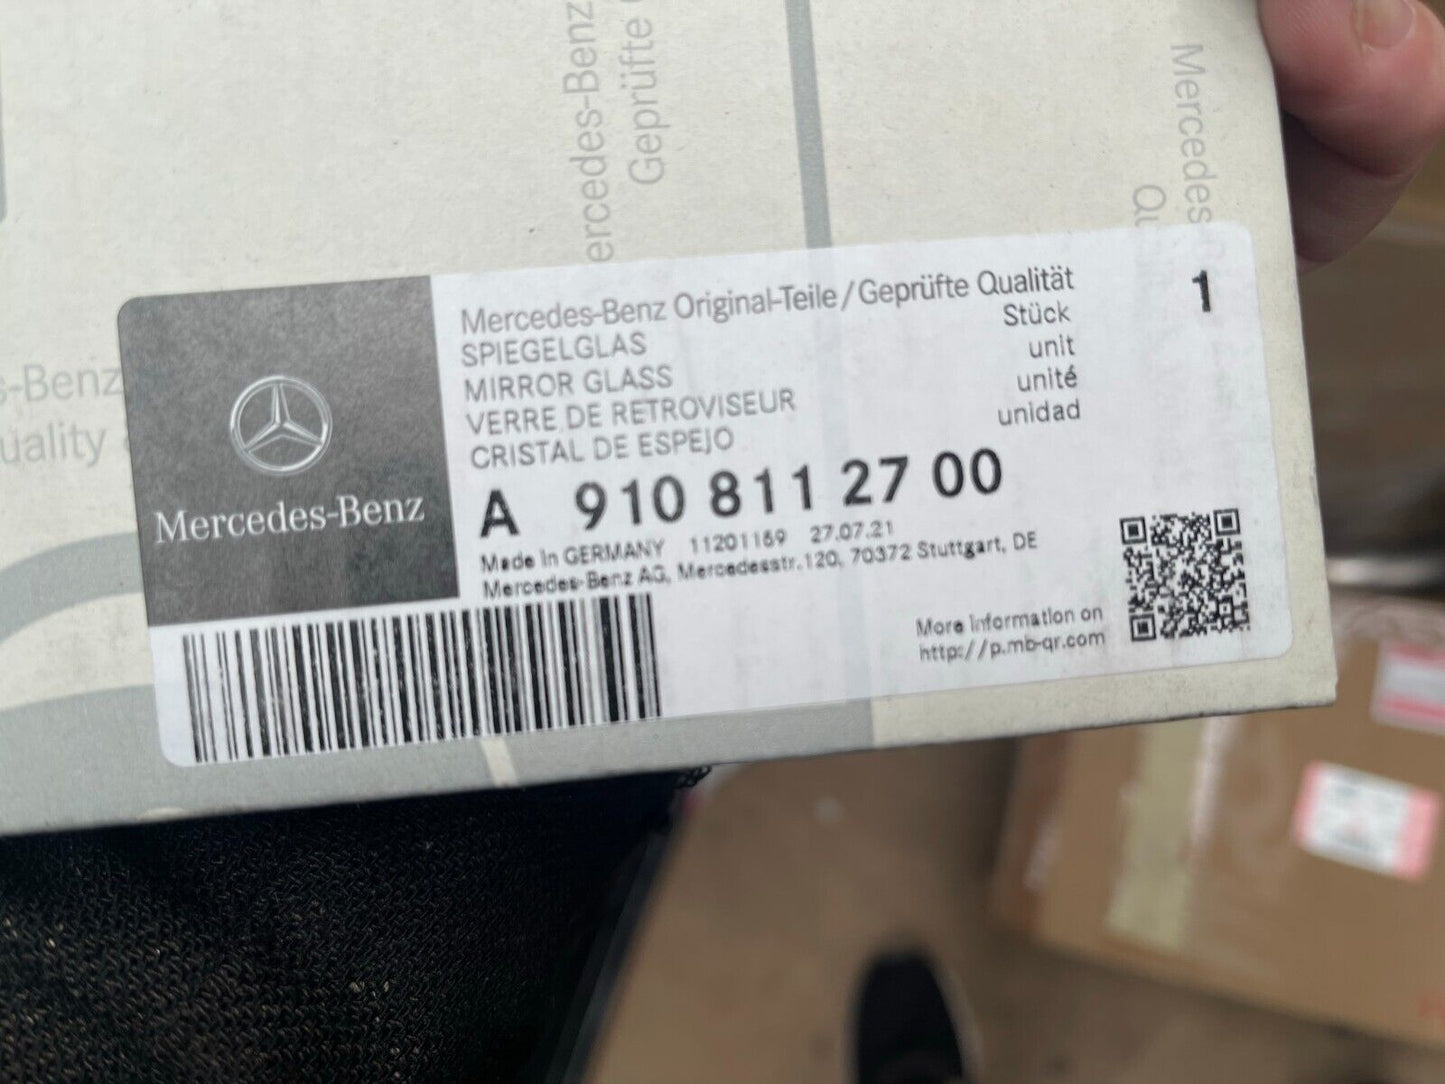 Mercedes-Benz
Geprüfte
Mercedes
Qu
s-Benz
uality
Mercedes-Benz
Mercedes-Benz Original-Teile/Geprüfte Qualität
SPIEGELGLAS
MIRROR GLASS
VERRE DE RETROVISEUR
CRISTAL DE ESPEJO
Stück
unit
unité
unidad
1
A 910 811 27 00
Made in GERMANY 11201159 27.07.21
Mercedes-Benz AG, Mercedesstr.120, 70372 Stuttgart, DE
More information on
http://p.mb-qr.com